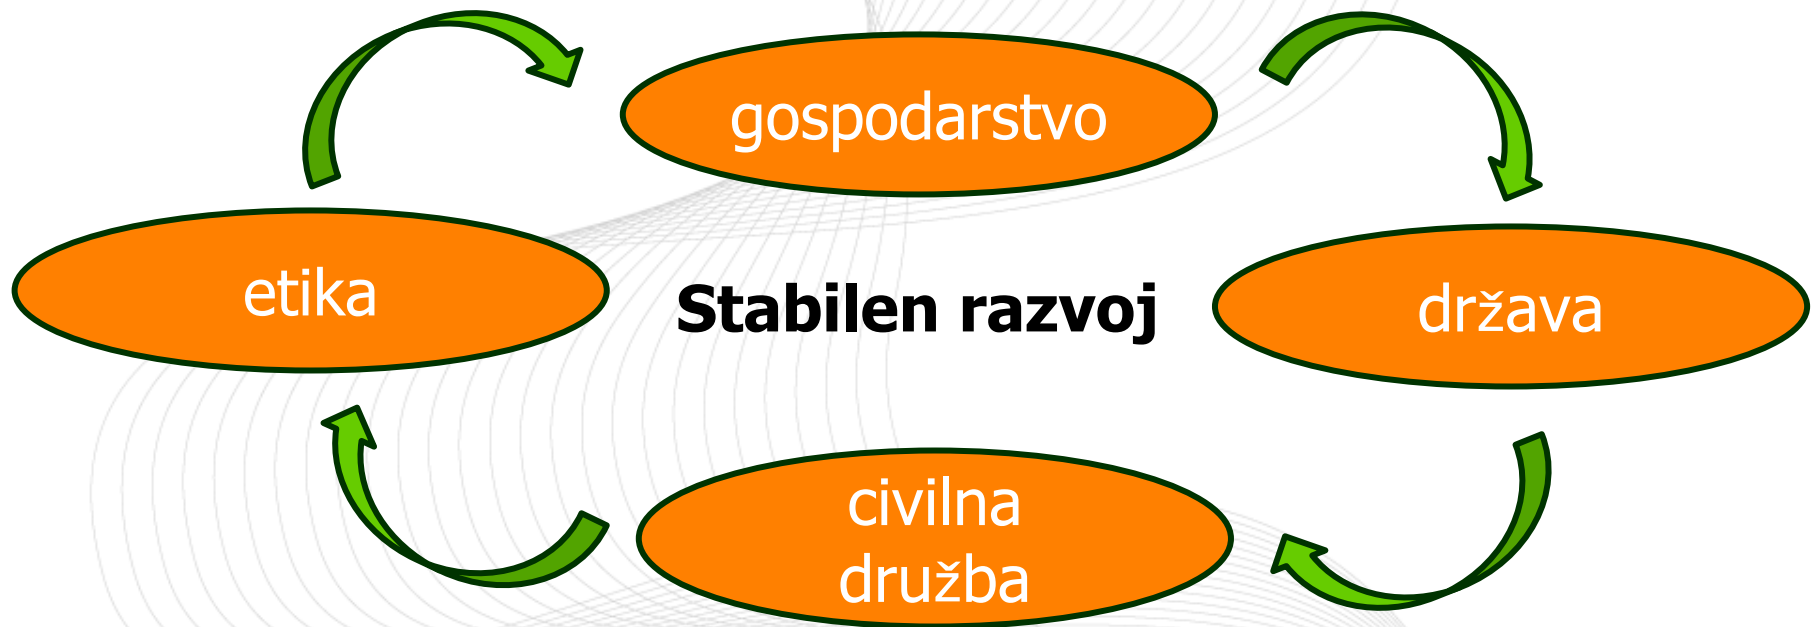 gospodarstvo
etika
Stabilen razvoj
država
civilna
družba